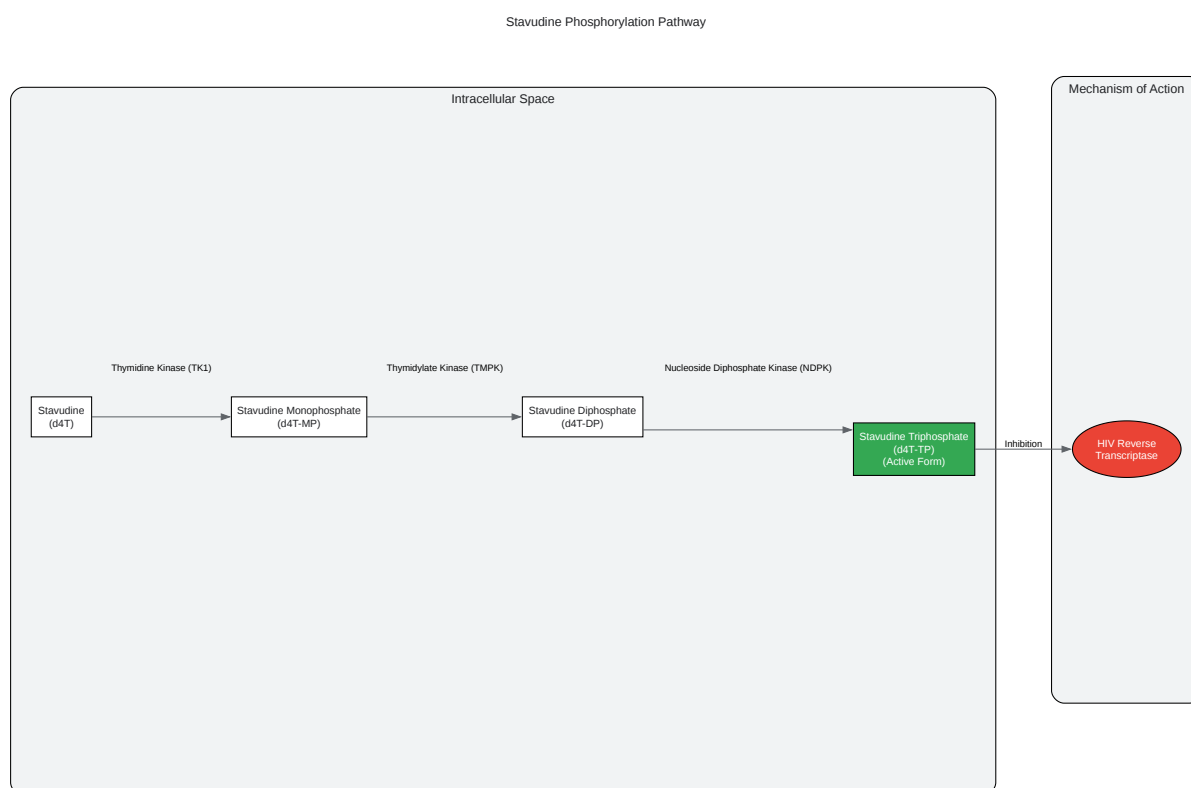 Stavudine Phosphorylation Pathway
Intracellular Space
Mechanism of Action
Thymidine Kinase (TK1)
Thymidylate Kinase (TMPK)
Nucleoside Diphosphate Kinase (NDPK)
Stavudine
(d4T)
Stavudine Monophosphate
(d4T-MP)
Stavudine Diphosphate
(d4T-DP)
Stavudine Triphosphate
(d4T-TP)
(Active Form)
Inhibition
HIV Reverse
Transcriptase